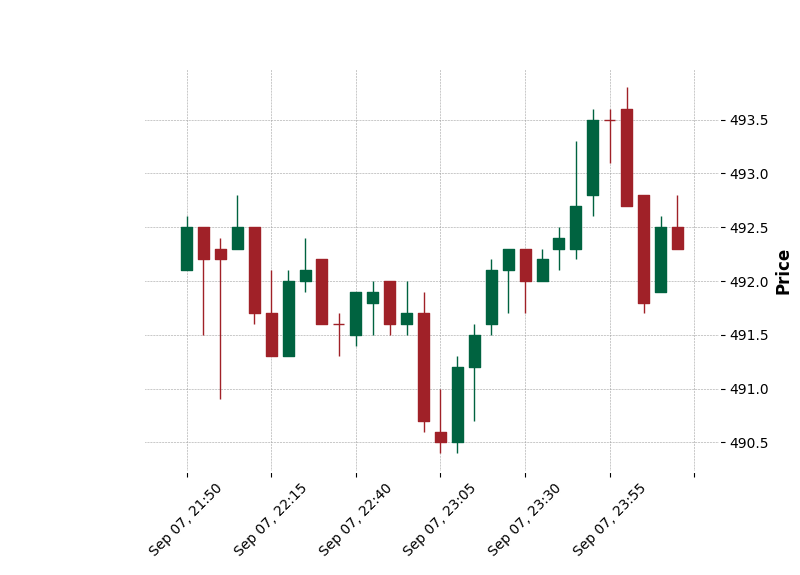 493.5
493.0
492.5
492.0
491.5
491.0
490.5
Price
Sep 07, 21:50
Sep 07, 22:15
Sep 07, 22:40
Sep 07, 23:05
Sep 07, 23:30
Sep 07, 23:55